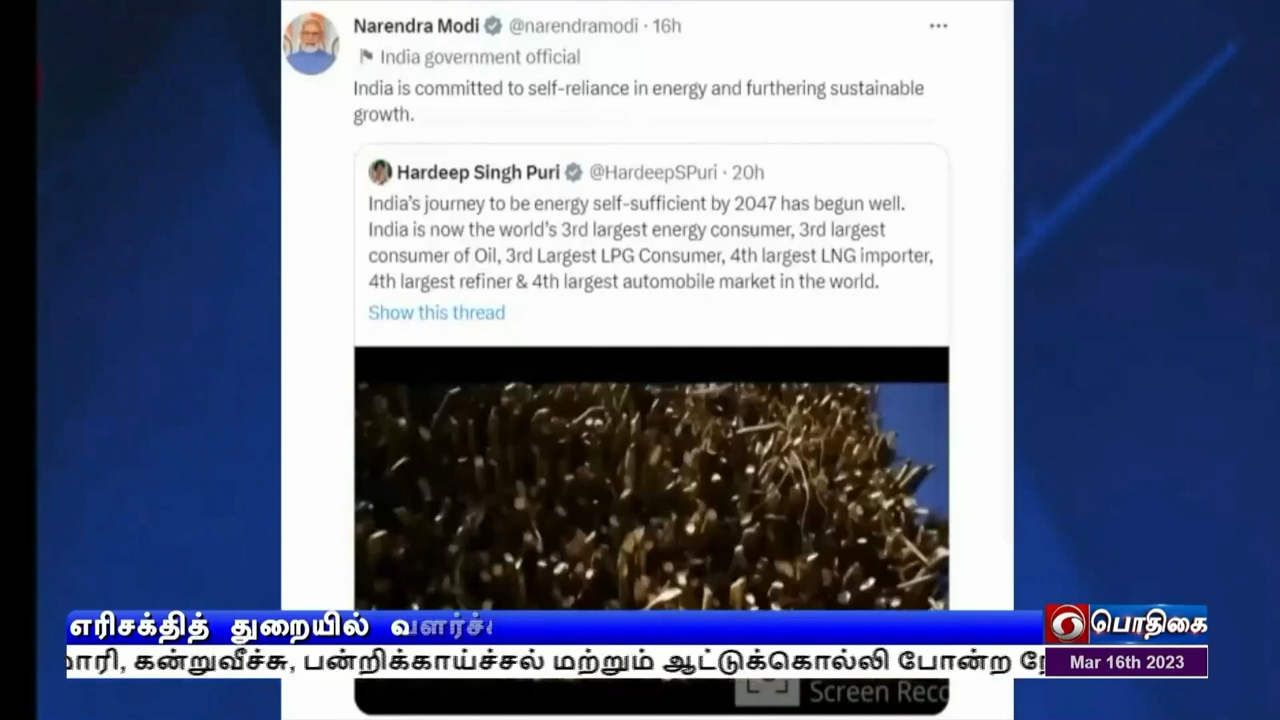 Narendra Modi @narendramodi · 16h
India government official
India is committed to self-reliance in energy and furthering sustainable
growth.
Hardeep Singh Puri @HardeepSPuri · 20h
India's journey to be energy self-sufficient by 2047 has begun well.
India is now the world's 3rd largest energy consumer, 3rd largest
consumer of Oil, 3rd Largest LPG Consumer, 4th largest LNG importer,
4th largest refiner & 4th largest automobile market in the world.
Show this thread
எரிசக்தித் துறையில்
பொதிகை
கன்றுவீச்சு, பன்றிக்காய்ச்சல் மற்றும் ஆட்டுக்கொல்லி போன்ற
Mar 16th 2023
Screen